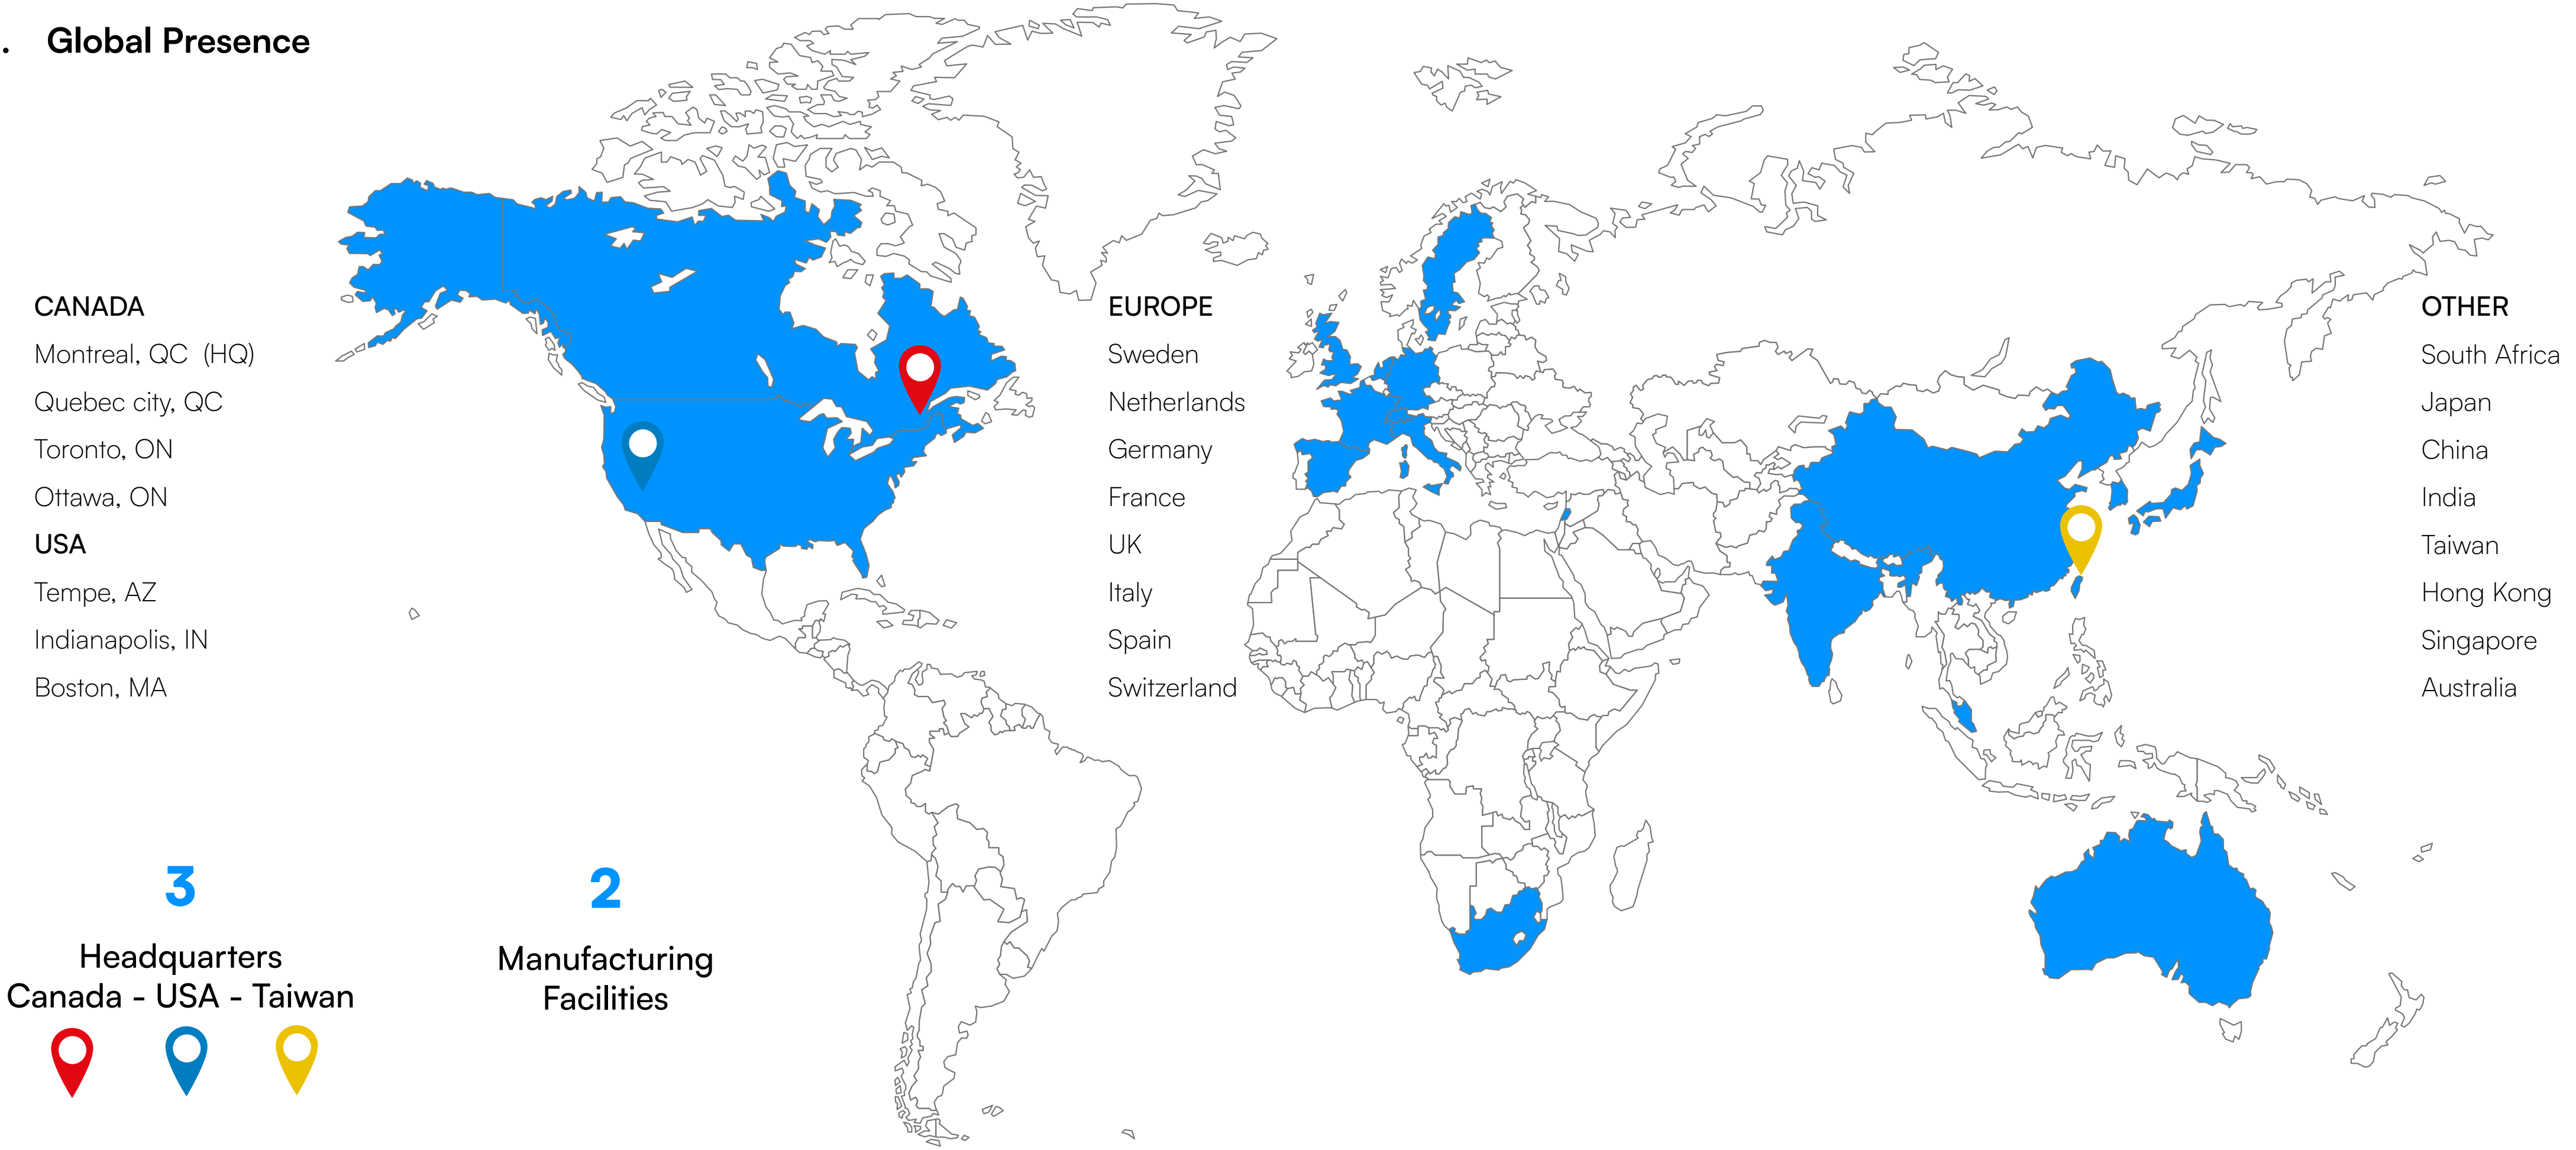 . Global Presence
CANADA
Montreal, QC (HQ)
Quebec city, QC
Toronto, ON
Ottawa, ON
USA
Tempe, AZ
Indianapolis, IN
Boston, MA
EUROPE
Sweden
Netherlands
Germany
France
UK
Italy
Spain
Switzerland
OTHER
South Africa
Japan
China
India
Taiwan
Hong Kong
Singapore
Australia
3
Headquarters
Canada - USA - Taiwan
2
Manufacturing
Facilities